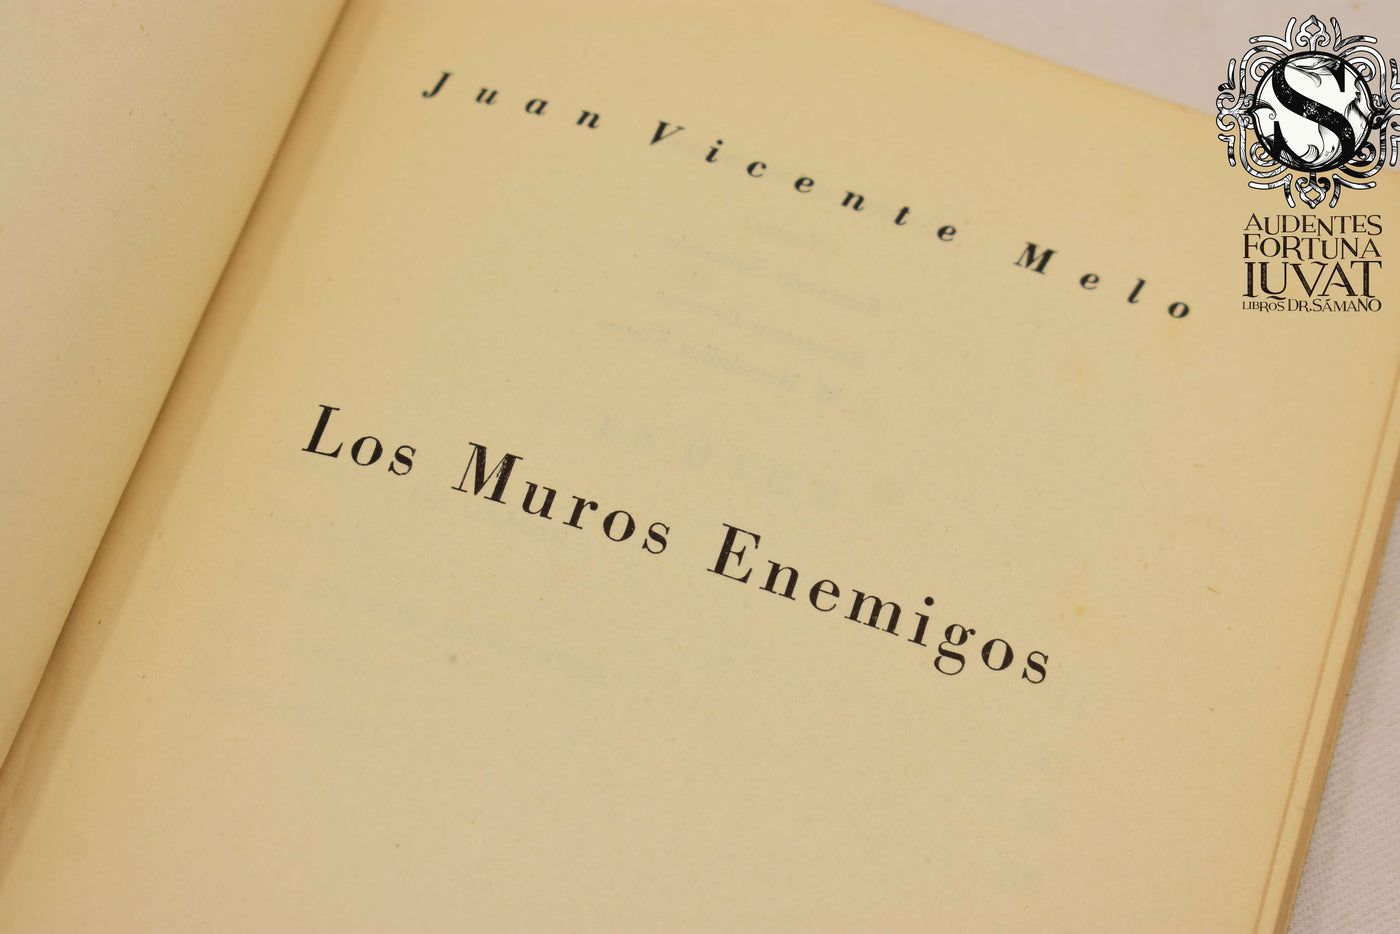 Juan Vicente Melo
Los Muros Enemigos
S
AUDENTES
FORTUNA
IUVAT
LIBROS DR. SÁMANO